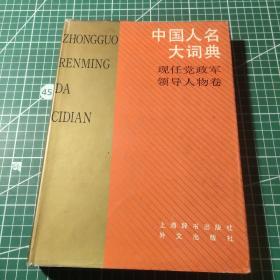 中国人名
大词典
现任党政军
领导人物卷
ZHONGGUO
RENMING
DA
CIDIAN
45
上海辞书出版社
外文出版社